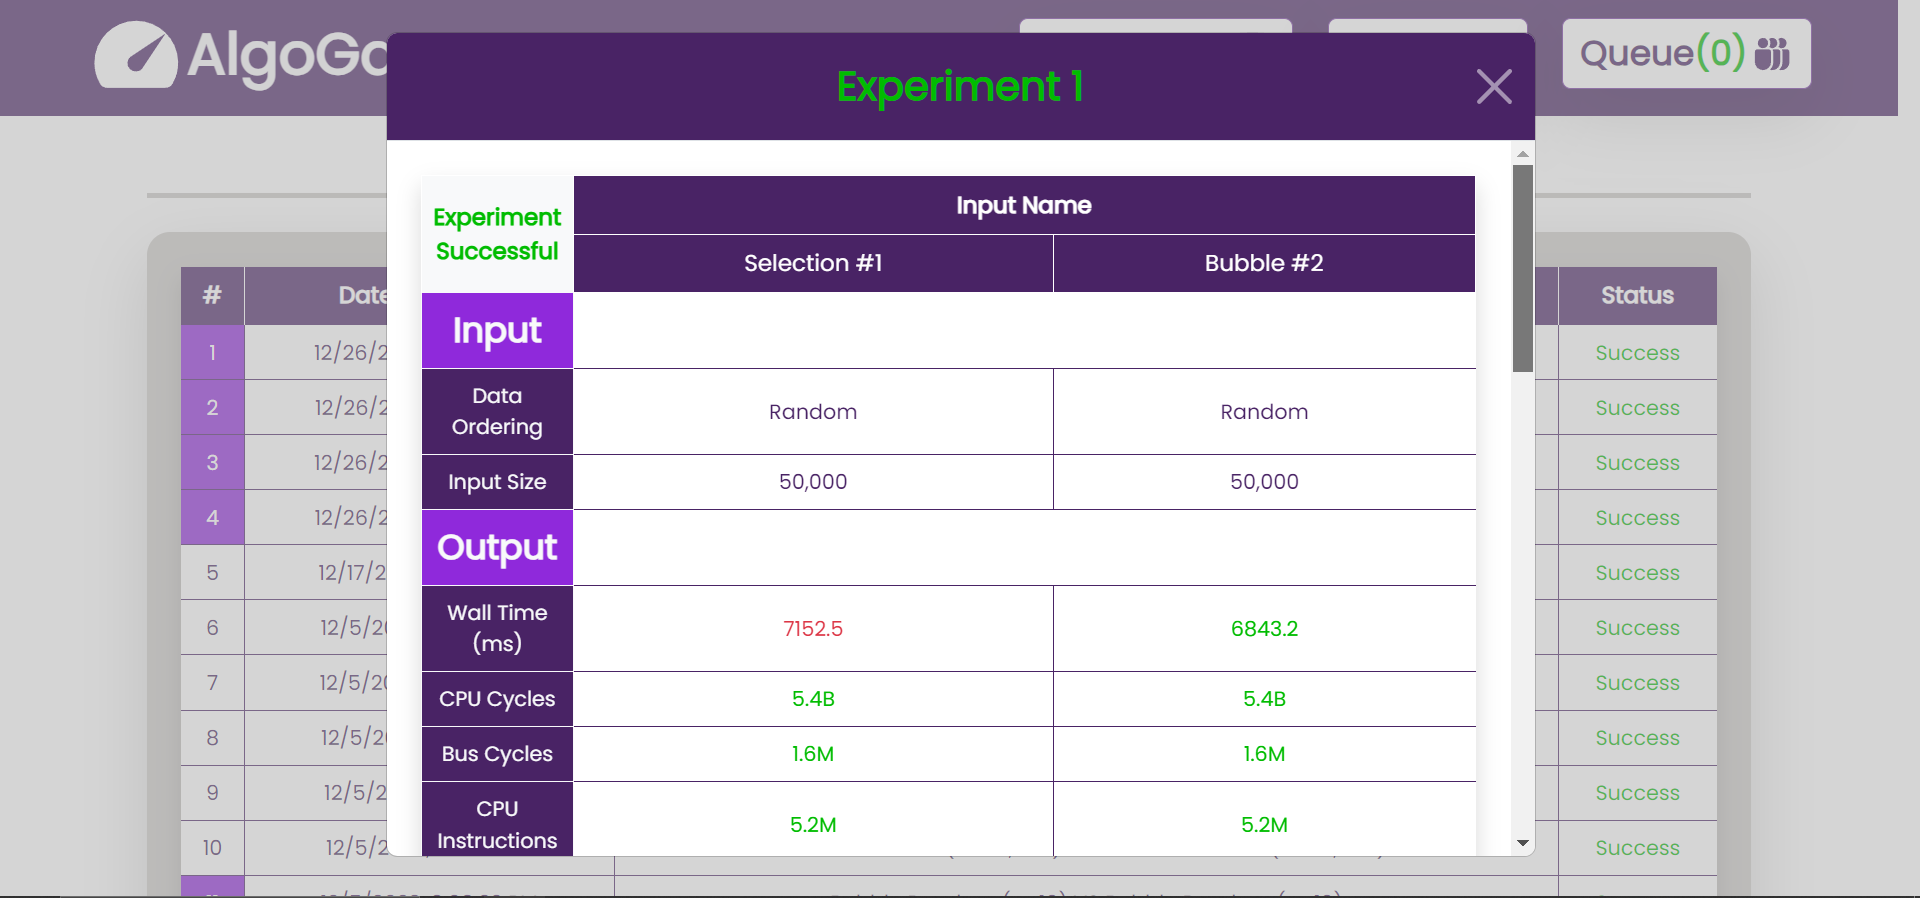 AlgoGo
Queue(0)
Experiment 1
Experiment
Successful
Input Name
Selection #1
Bubble #2
Input
Data
Ordering
Random
Random
Input Size
50,000
50,000
Output
Wall Time
(ms)
7152.5
6843.2
CPU Cycles
5.4B
5.4B
Bus Cycles
1.6M
1.6M
CPU
Instructions
5.2M
5.2M
#
Date
Status
1
12/26/2
Success
2
12/26/2
Success
3
12/26/2
Success
4
12/26/2
Success
5
12/17/2
Success
6
12/5/20
Success
7
12/5/20
Success
8
12/5/20
Success
9
12/5/2
Success
10
12/5/2
Success